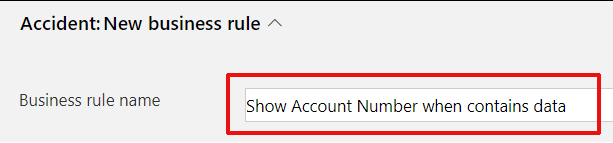 Accident: New business rule
Business rule name
Show Account Number when contains data